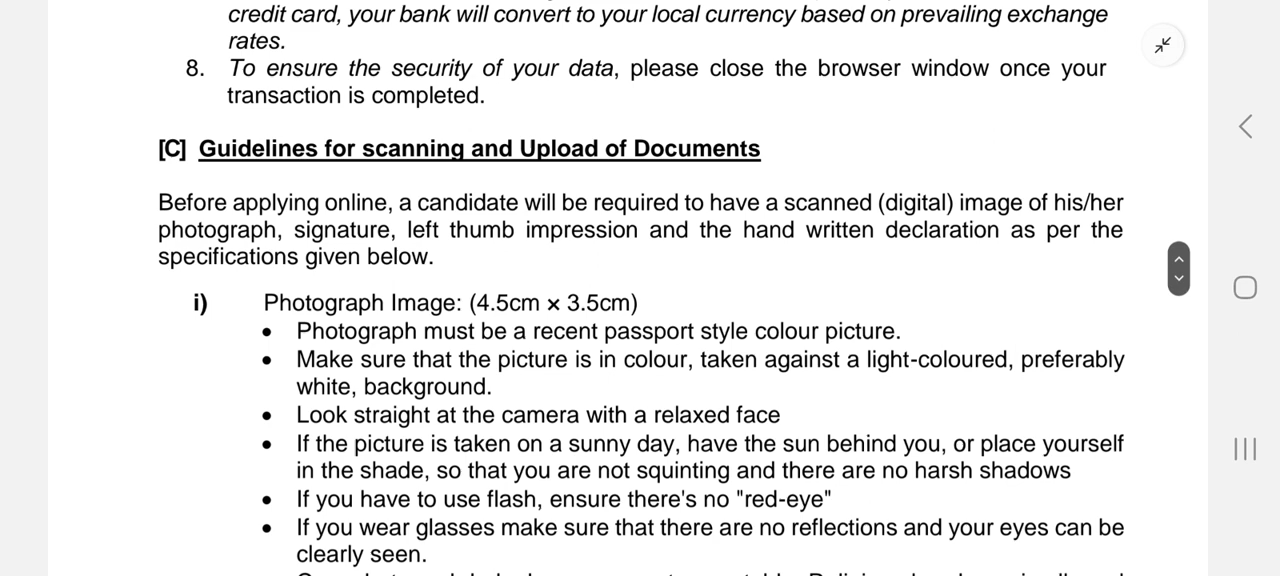 credit card, your bank will convert to your local currency based on prevailing exchange
rates.
8. To ensure the security of your data, please close the browser window once your
transaction is completed.
[C] Guidelines for scanning and Upload of Documents
Before applying online, a candidate will be required to have a scanned (digital) image of his/her
photograph, signature, left thumb impression and the hand written declaration as per the
specifications given below.
i) Photograph Image: (4.5cm × 3.5cm)
• Photograph must be a recent passport style colour picture.
• Make sure that the picture is in colour, taken against a light-coloured, preferably
white, background.
• Look straight at the camera with a relaxed face
• If the picture is taken on a sunny day, have the sun behind you, or place yourself
in the shade, so that you are not squinting and there are no harsh shadows
• If you have to use flash, ensure there's no "red-eye"
• If you wear glasses make sure that there are no reflections and your eyes can be
clearly seen.